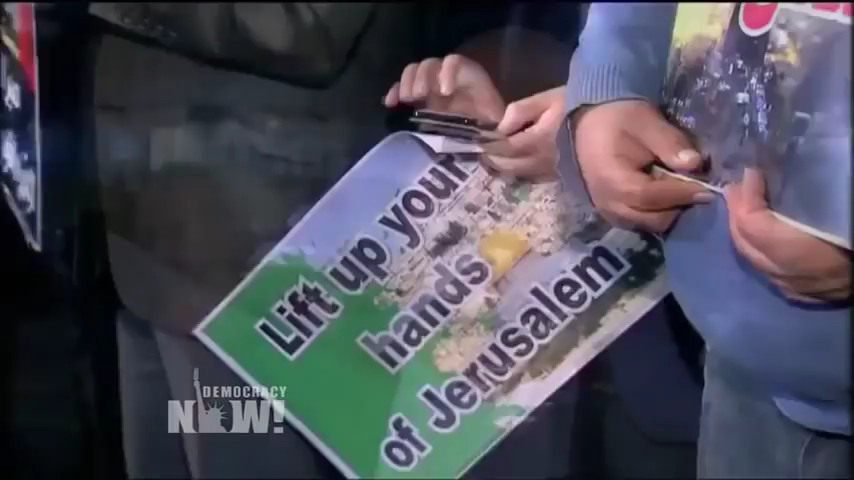 Lift up your
hands
of Jerusalem
DEMOCRACY
NOW!